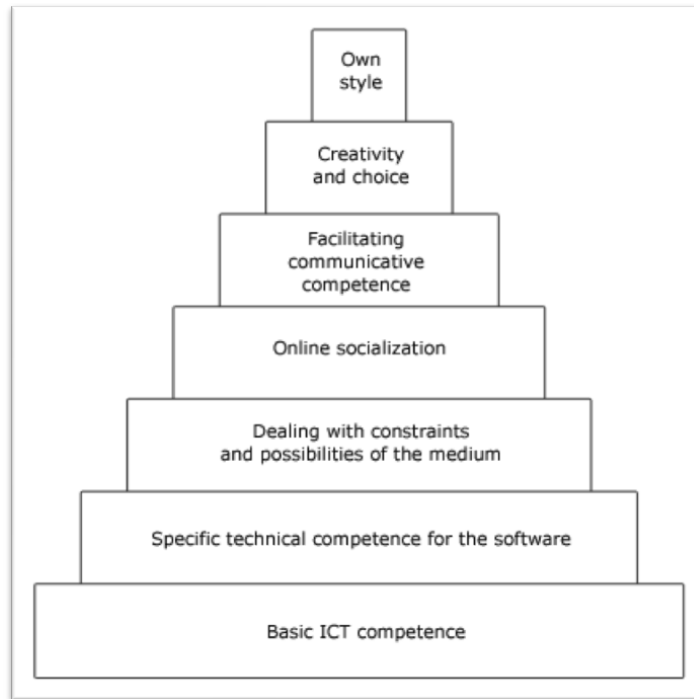 Own
style
Creativity
and choice
Facilitating
communicative
competence
Online socialization
Dealing with constraints
and possibilities of the medium
Specific technical competence for the software
Basic ICT competence